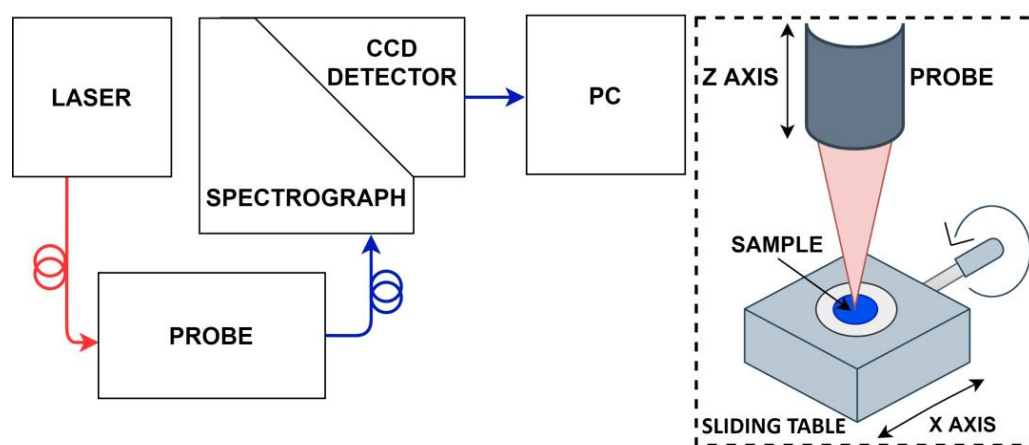 LASER
CCD
DETECTOR
PC
SPECTROGRAPH
PROBE
Z AXIS
PROBE
SAMPLE
SLIDING TABLE
X AXIS